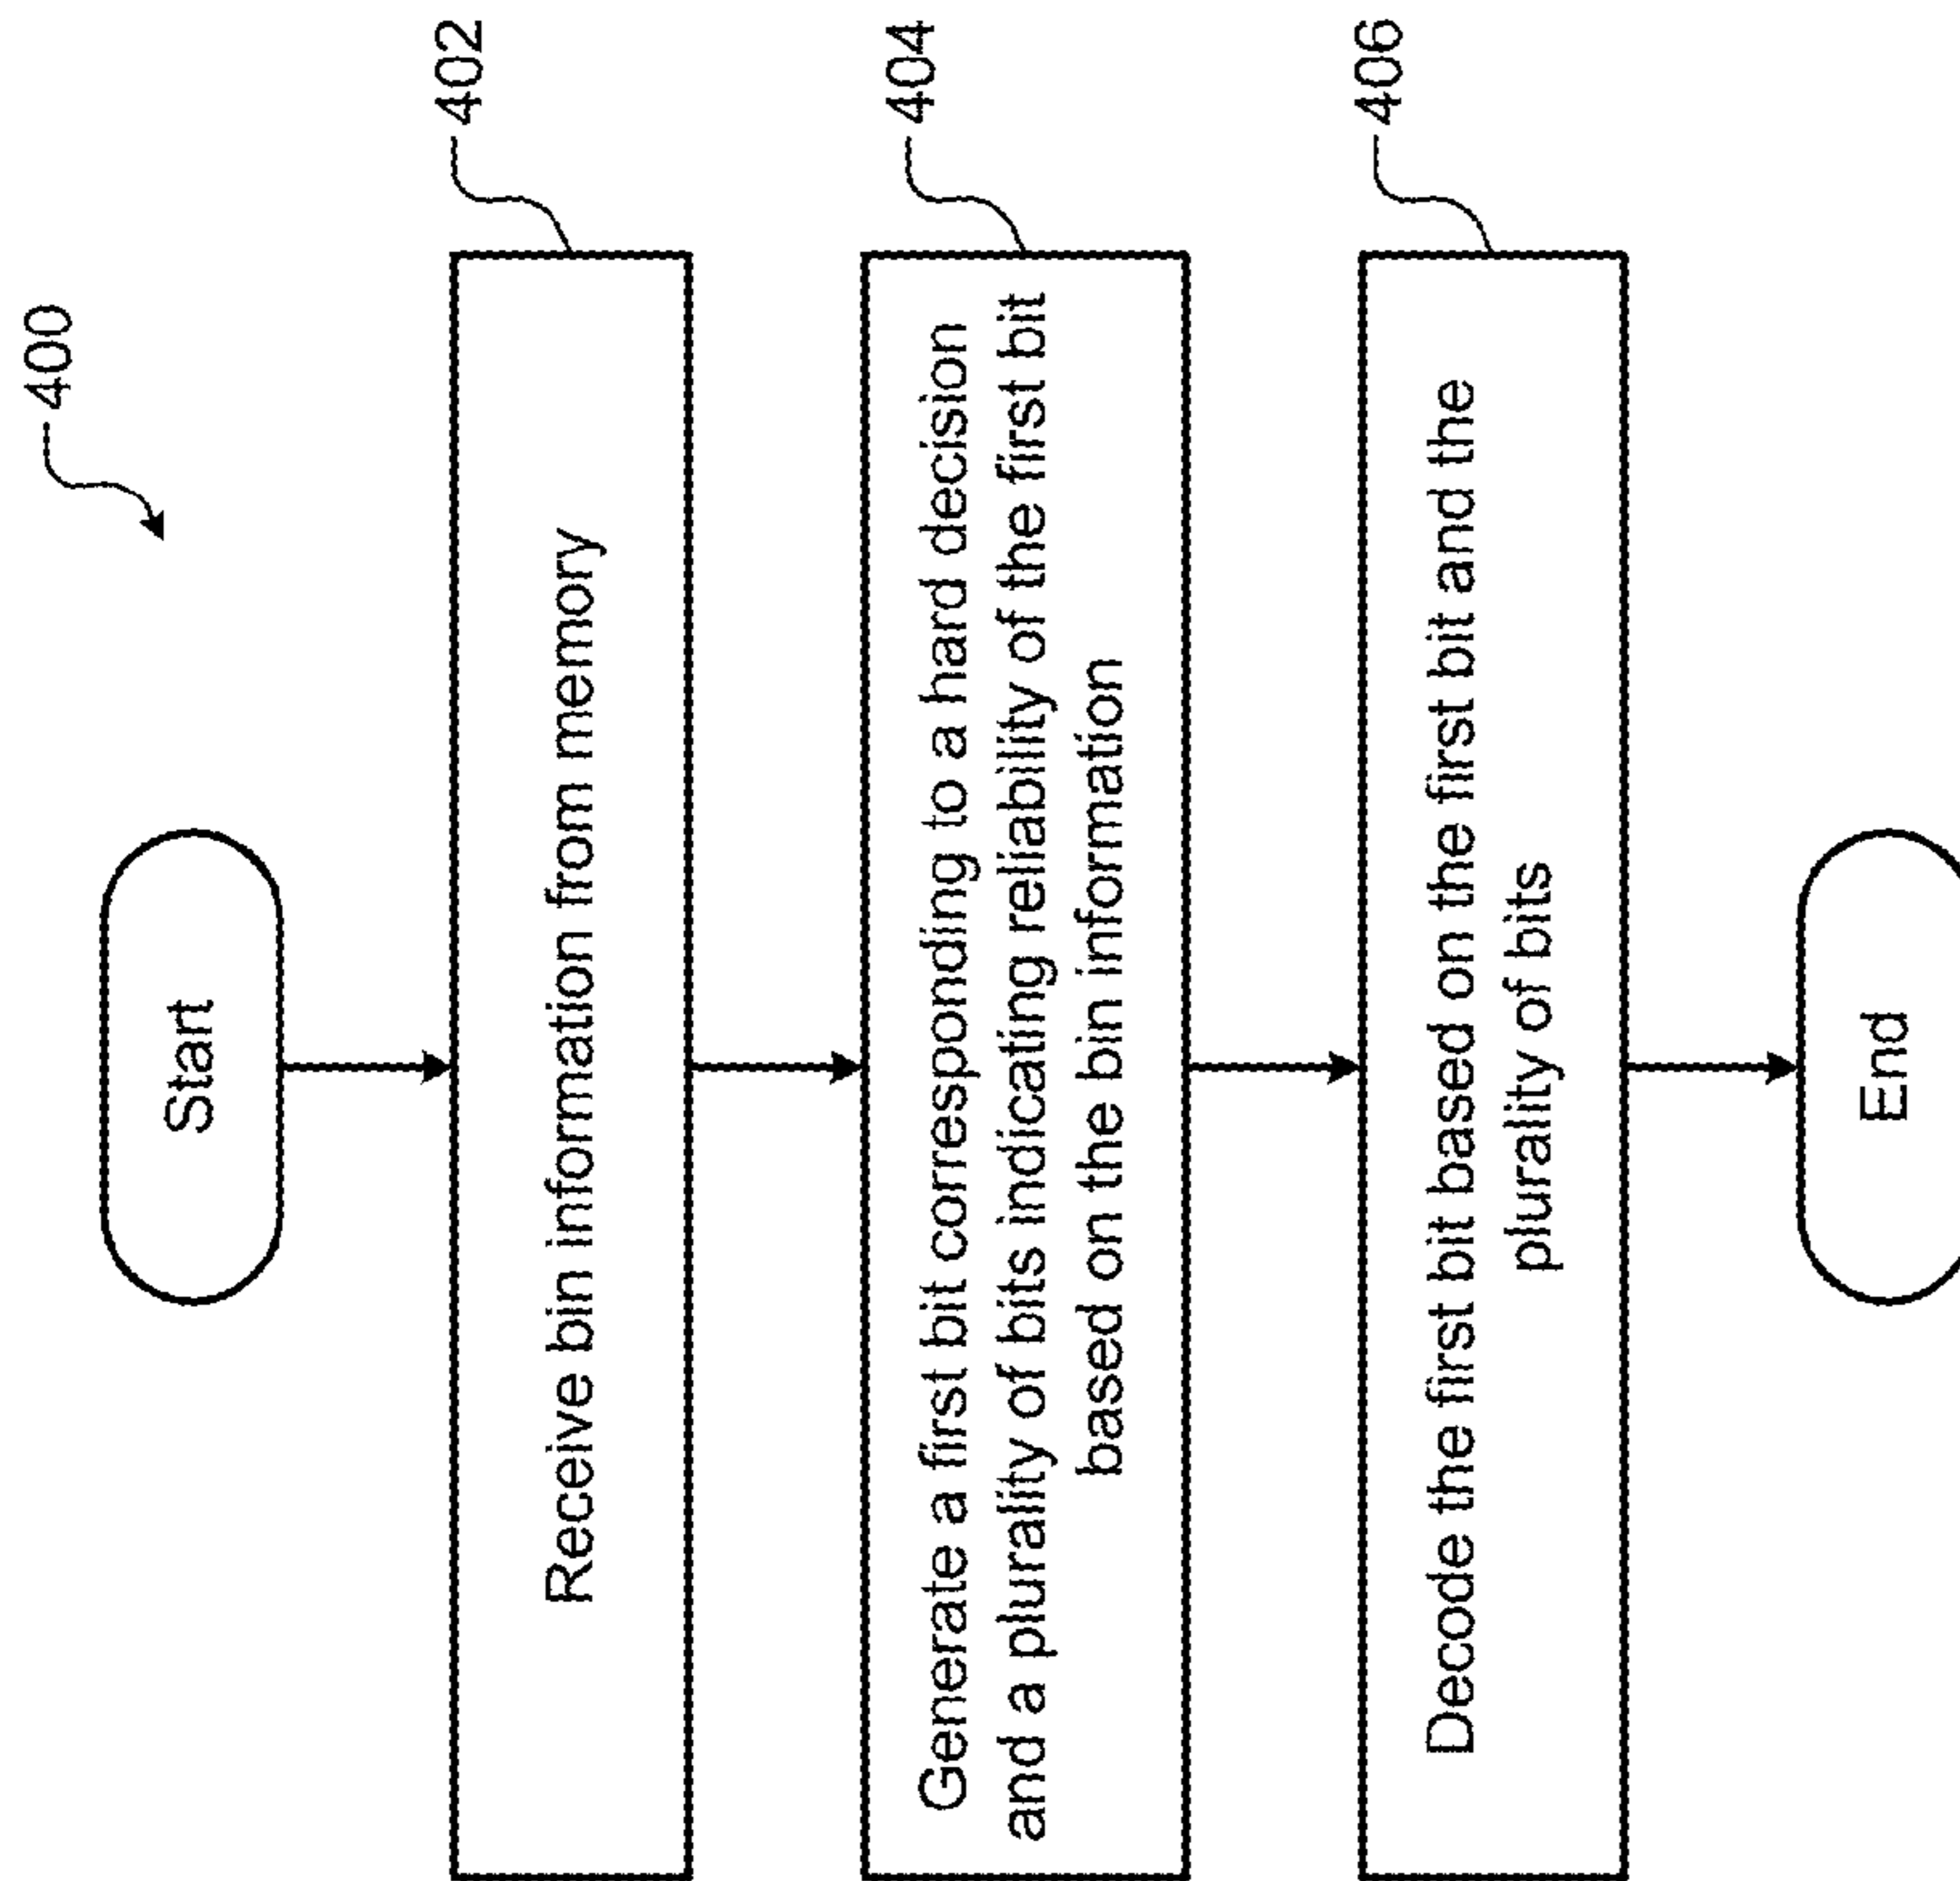 400
Start
Receive bin information from memory
402
Generate a first bit corresponding to a hard decision
and a plurality of bits indicating reliability of the first bit
based on the bin information
404
Decode the first bit based on the first bit and the
plurality of bits
406
End